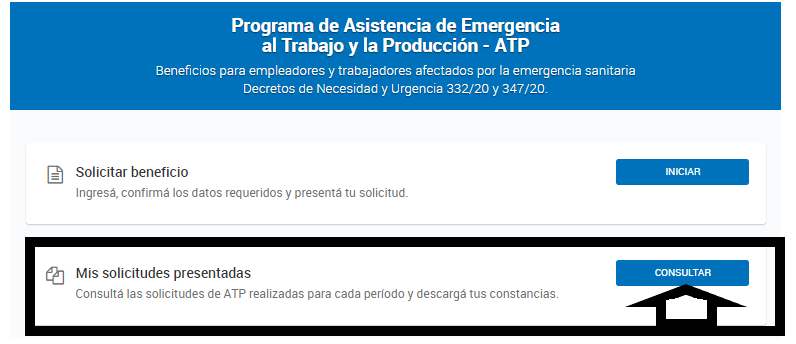 Programa de Asistencia de Emergencia
al Trabajo y la Producción - ATP
Beneficios para empleadores y trabajadores afectados por la emergencia sanitaria
Decretos de Necesidad y Urgencia 332/20 y 347/20.
Solicitar beneficio
INICIAR
Ingresá, confirmá los datos requeridos y presentá tu solicitud.
Mis solicitudes presentadas
CONSULTAR
Consultá las solicitudes de ATP realizadas para cada período y descargá tus constancias.